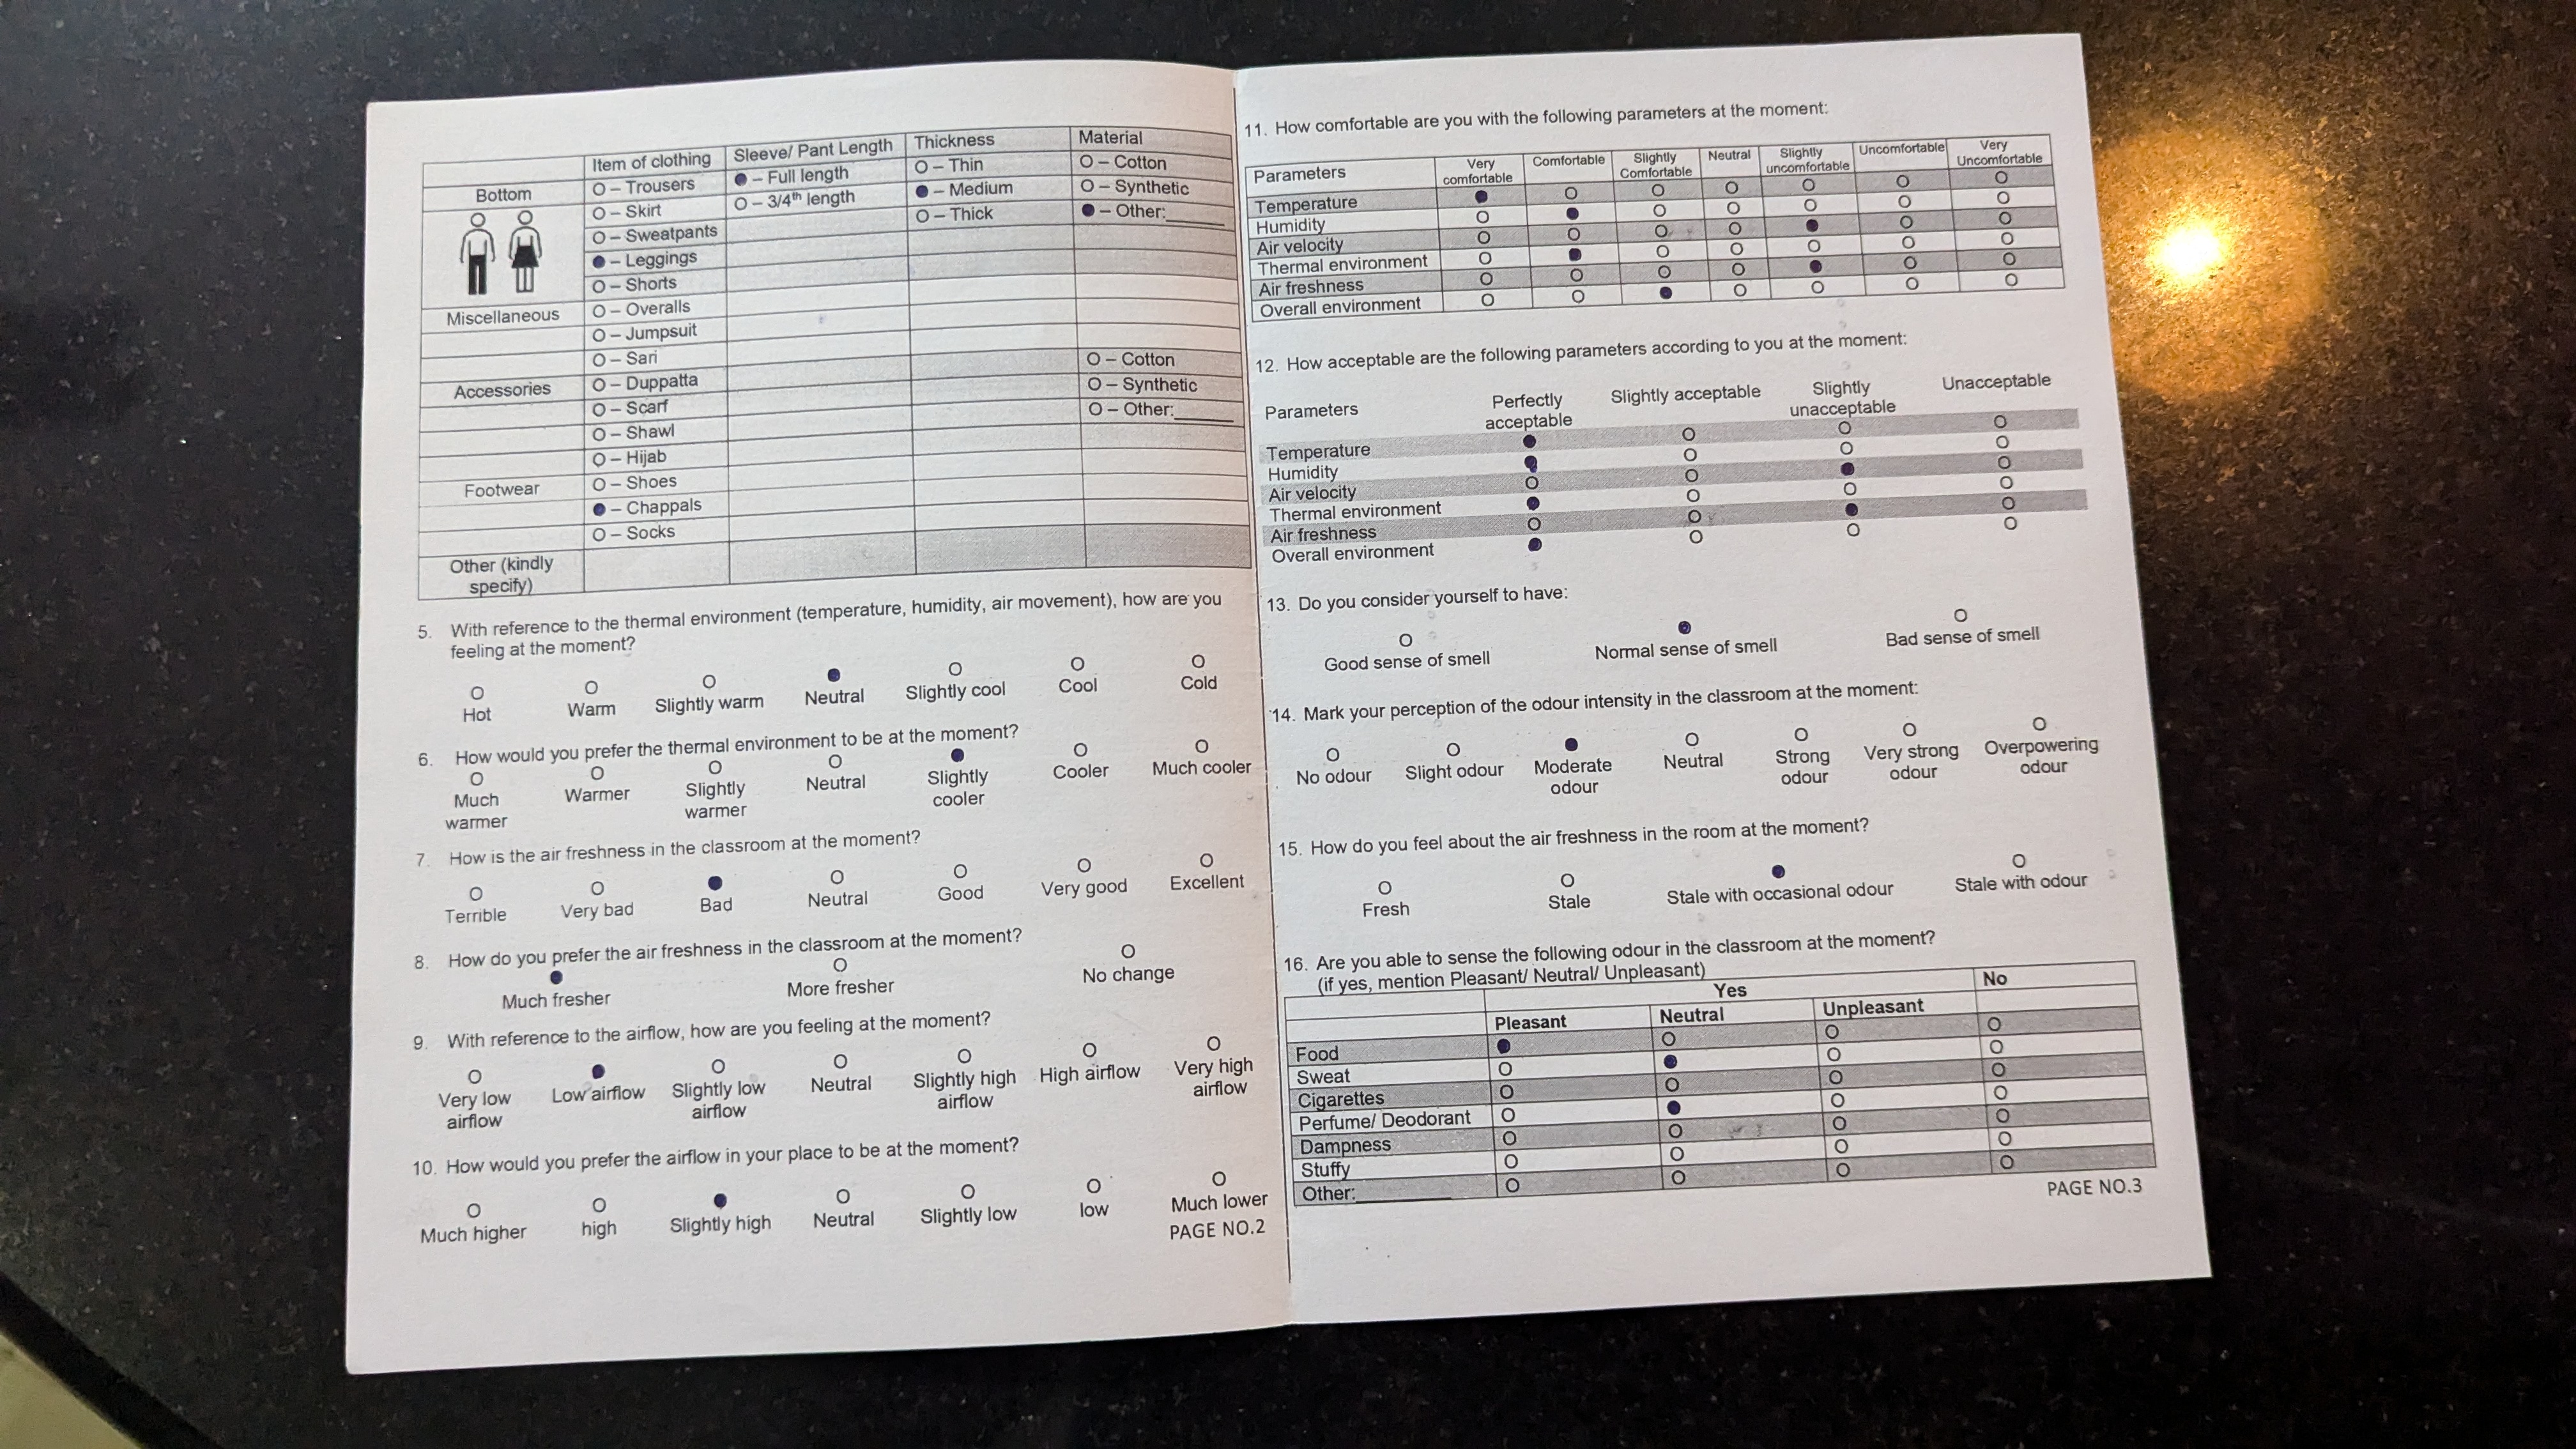 Item of clothing Sleeve/ Pant Length Thickness Material
Bottom O – Trousers ● – Full length O – Thin O – Cotton
O – Skirt O – 3/4th length ● – Medium O – Synthetic
O – Sweatpants O – Thick ● – Other:______
● – Leggings
O – Shorts
Miscellaneous O – Overalls
O – Jumpsuit
O – Sari O – Cotton
Accessories O – Duppatta O – Synthetic
O – Scarf O – Other:______
O – Shawl
O – Hijab
Footwear O – Shoes
● – Chappals
O – Socks
Other (kindly
specify)
5. With reference to the thermal environment (temperature, humidity, air movement), how are you
feeling at the moment?
O O O ● O O O
Hot Warm Slightly warm Neutral Slightly cool Cool Cold
6. How would you prefer the thermal environment to be at the moment?
O O O O ● O O
Much Warmer Slightly Neutral Slightly Cooler Much cooler
warmer warmer cooler
7. How is the air freshness in the classroom at the moment?
O O ● O O O O
Terrible Very bad Bad Neutral Good Very good Excellent
8. How do you prefer the air freshness in the classroom at the moment?
● O O
Much fresher More fresher No change
9. With reference to the airflow, how are you feeling at the moment?
O ● O O O O O
Very low Low airflow Slightly low Neutral Slightly high High airflow Very high
airflow airflow airflow airflow
10. How would you prefer the airflow in your place to be at the moment?
O O ● O O O O
Much higher high Slightly high Neutral Slightly low low Much lower
PAGE NO.2
11. How comfortable are you with the following parameters at the moment:
Parameters Very Comfortable Slightly Neutral Slightly Uncomfortable Very
comfortable Comfortable uncomfortable Uncomfortable
Temperature ● O O O O O O
Humidity O ● O O O O O
Air velocity O O O O ● O O
Thermal environment O ● O O O O O
Air freshness O O O O ● O O
Overall environment O O ● O O O O
12. How acceptable are the following parameters according to you at the moment:
Parameters Perfectly Slightly acceptable Slightly Unacceptable
acceptable unacceptable
Temperature ● O O O
Humidity ● O O O
Air velocity O O ● O
Thermal environment ● O O O
Air freshness O O ● O
Overall environment ● O O O
13. Do you consider yourself to have:
O ● O
Good sense of smell Normal sense of smell Bad sense of smell
14. Mark your perception of the odour intensity in the classroom at the moment:
O O ● O O O O
No odour Slight odour Moderate Neutral Strong Very strong Overpowering
odour odour odour odour
15. How do you feel about the air freshness in the room at the moment?
O O ● O
Fresh Stale Stale with occasional odour Stale with odour
16. Are you able to sense the following odour in the classroom at the moment?
(if yes, mention Pleasant/ Neutral/ Unpleasant)
Yes No
Pleasant Neutral Unpleasant
Food ● O O O
Sweat O ● O O
Cigarettes O O O O
Perfume/ Deodorant O ● O O
Dampness O O O O
Stuffy O O O O
Other:__________ O O O O
PAGE NO.3